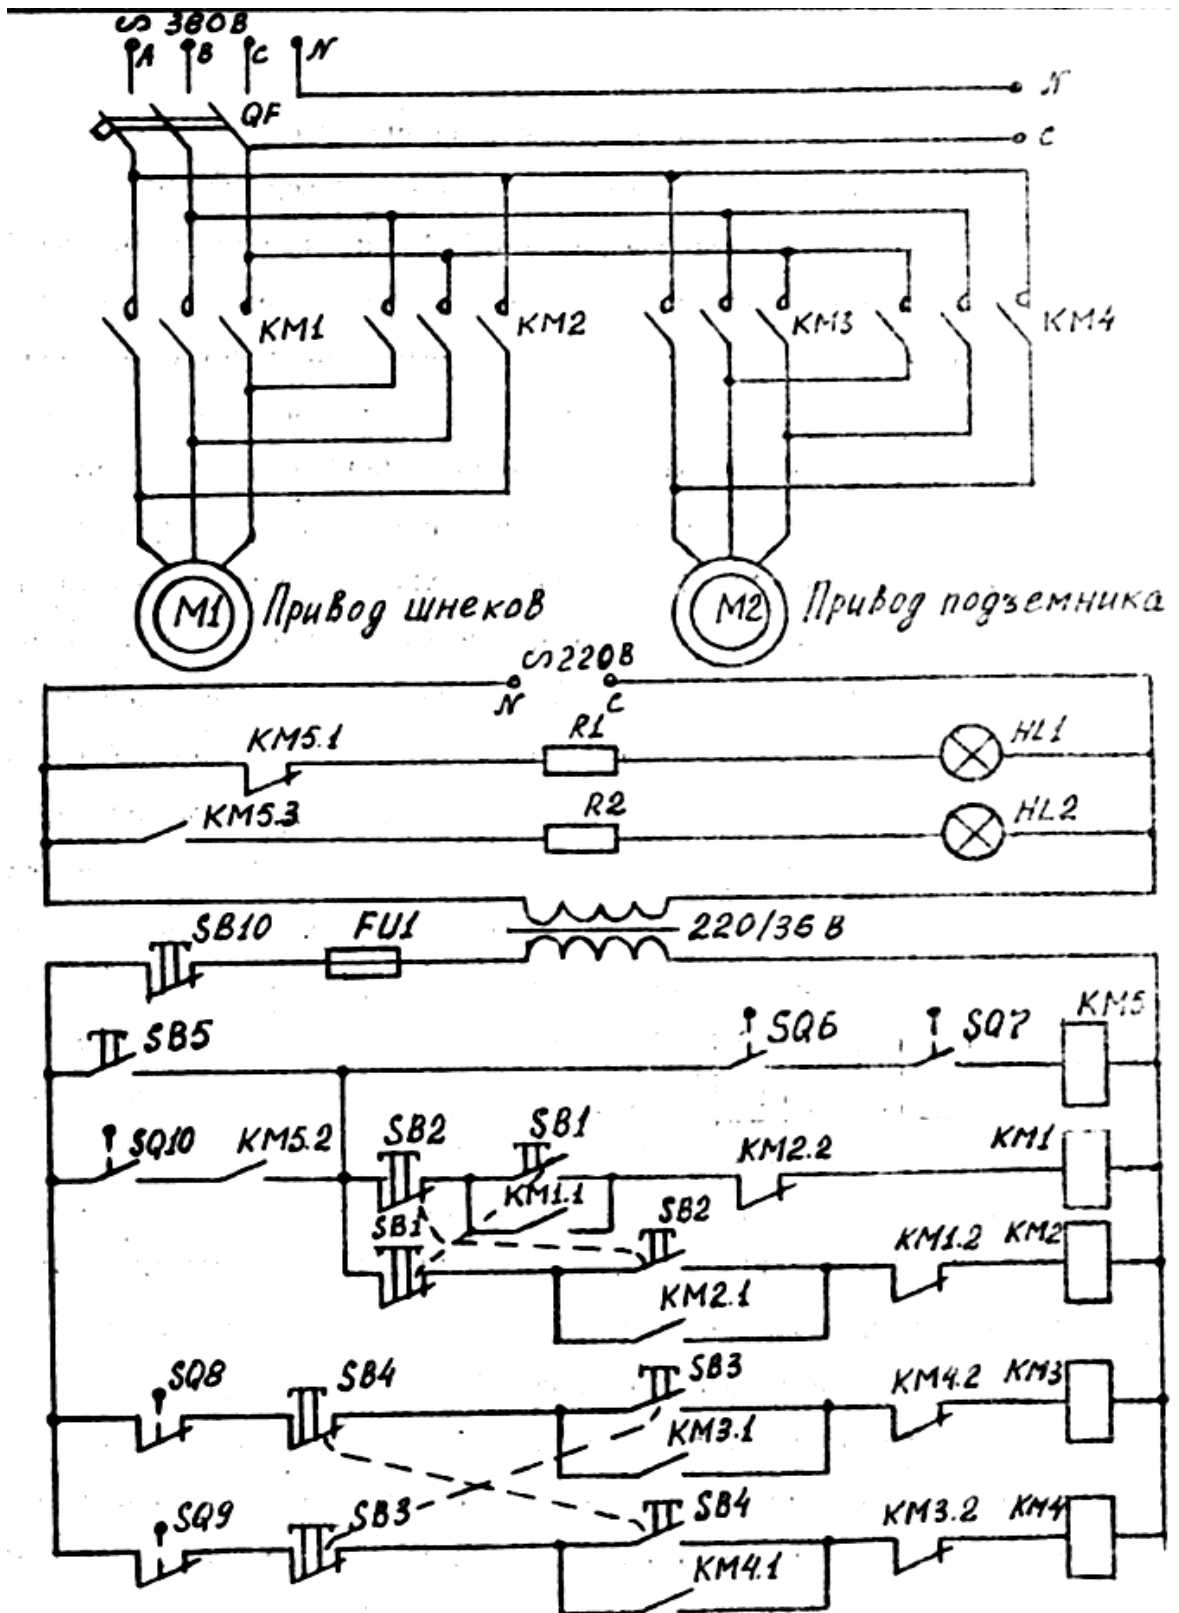 ∽ 380В
A B C N
N
QF
C
KM1 KM2 KM3 KM4
M1 Привод шнеков M2 Привод подъемника
∽220В
N C
KM5.1 R1 HL1
KM5.3 R2 HL2
SB10 FU1 220/36 В
SB5 SQ6 SQ7 KM5
SQ10 KM5.2 SB2 SB1 KM2.2 KM1
KM1.1
SB1 SB2 KM1.2 KM2
KM2.1
SQ8 SB4 SB3 KM4.2 KM3
KM3.1
SQ9 SB3 SB4 KM3.2 KM4
KM4.1